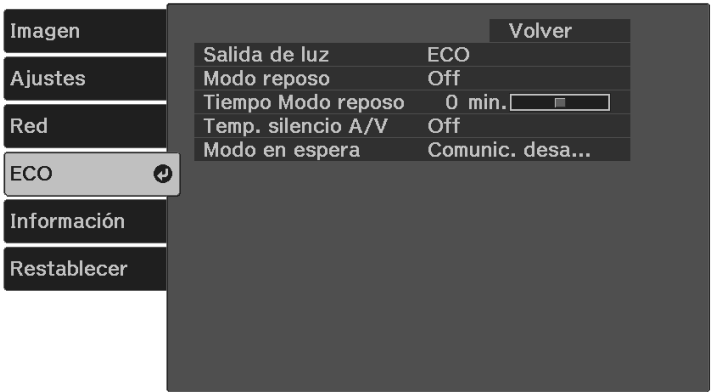 Imagen
Ajustes
Red
ECO
Información
Restablecer
Volver
Salida de luz ECO
Modo reposo Off
Tiempo Modo reposo 0 min.
Temp. silencio A/V Off
Modo en espera Comunic. desa...